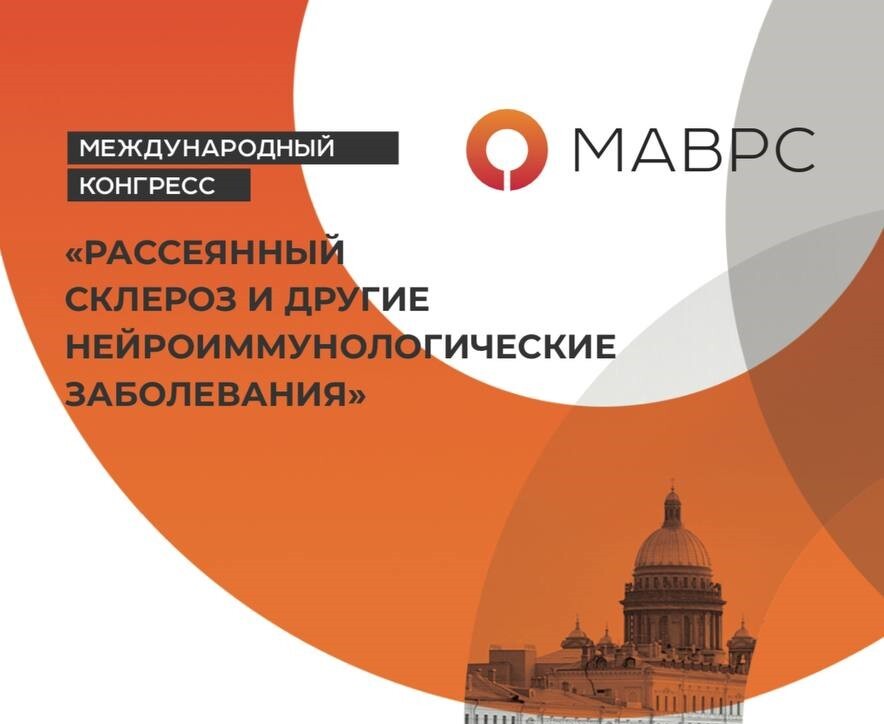 МЕЖДУНАРОДНЫЙ
КОНГРЕСС
МАВРС
«РАССЕЯННЫЙ
СКЛЕРОЗ И ДРУГИЕ
НЕЙРОИММУНОЛОГИЧЕСКИЕ
ЗАБОЛЕВАНИЯ»